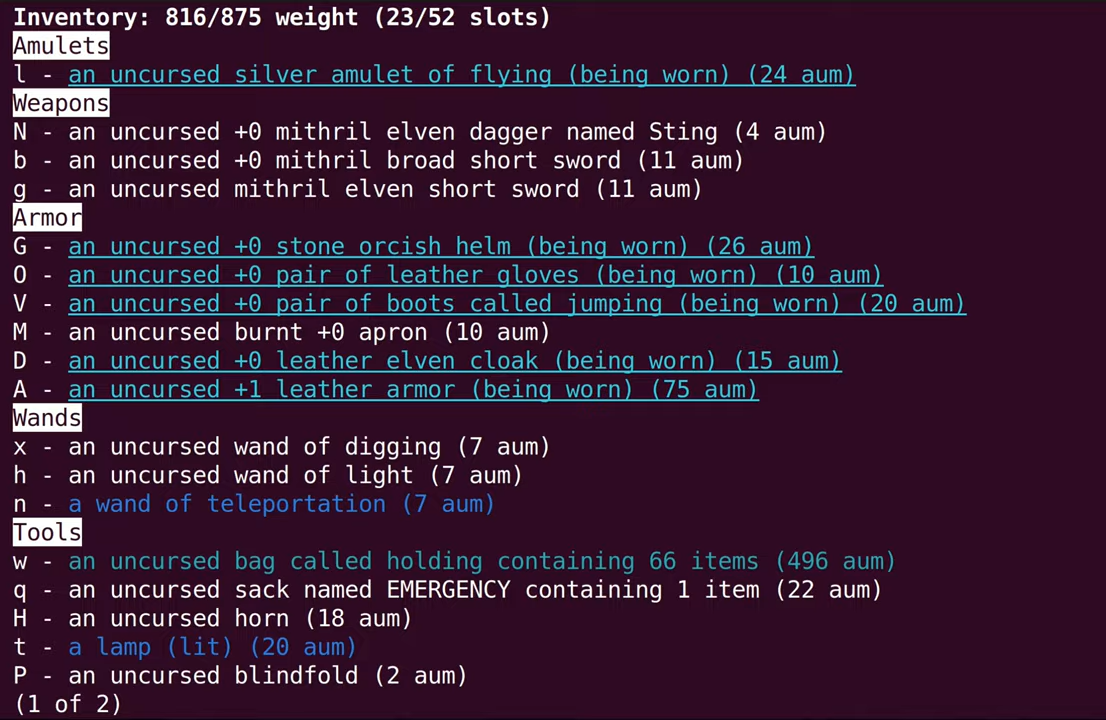 Inventory: 816/875 weight (23/52 slots)
Amulets
l - an uncursed silver amulet of flying (being worn) (24 aum)
Weapons
N - an uncursed +0 mithril elven dagger named Sting (4 aum)
b - an uncursed +0 mithril broad short sword (11 aum)
g - an uncursed mithril elven short sword (11 aum)
Armor
G - an uncursed +0 stone orcish helm (being worn) (26 aum)
O - an uncursed +0 pair of leather gloves (being worn) (10 aum)
V - an uncursed +0 pair of boots called jumping (being worn) (20 aum)
M - an uncursed burnt +0 apron (10 aum)
D - an uncursed +0 leather elven cloak (being worn) (15 aum)
A - an uncursed +1 leather armor (being worn) (75 aum)
Wands
x - an uncursed wand of digging (7 aum)
h - an uncursed wand of light (7 aum)
n - a wand of teleportation (7 aum)
Tools
w - an uncursed bag called holding containing 66 items (496 aum)
q - an uncursed sack named EMERGENCY containing 1 item (22 aum)
H - an uncursed horn (18 aum)
t - a lamp (lit) (20 aum)
P - an uncursed blindfold (2 aum)
(1 of 2)